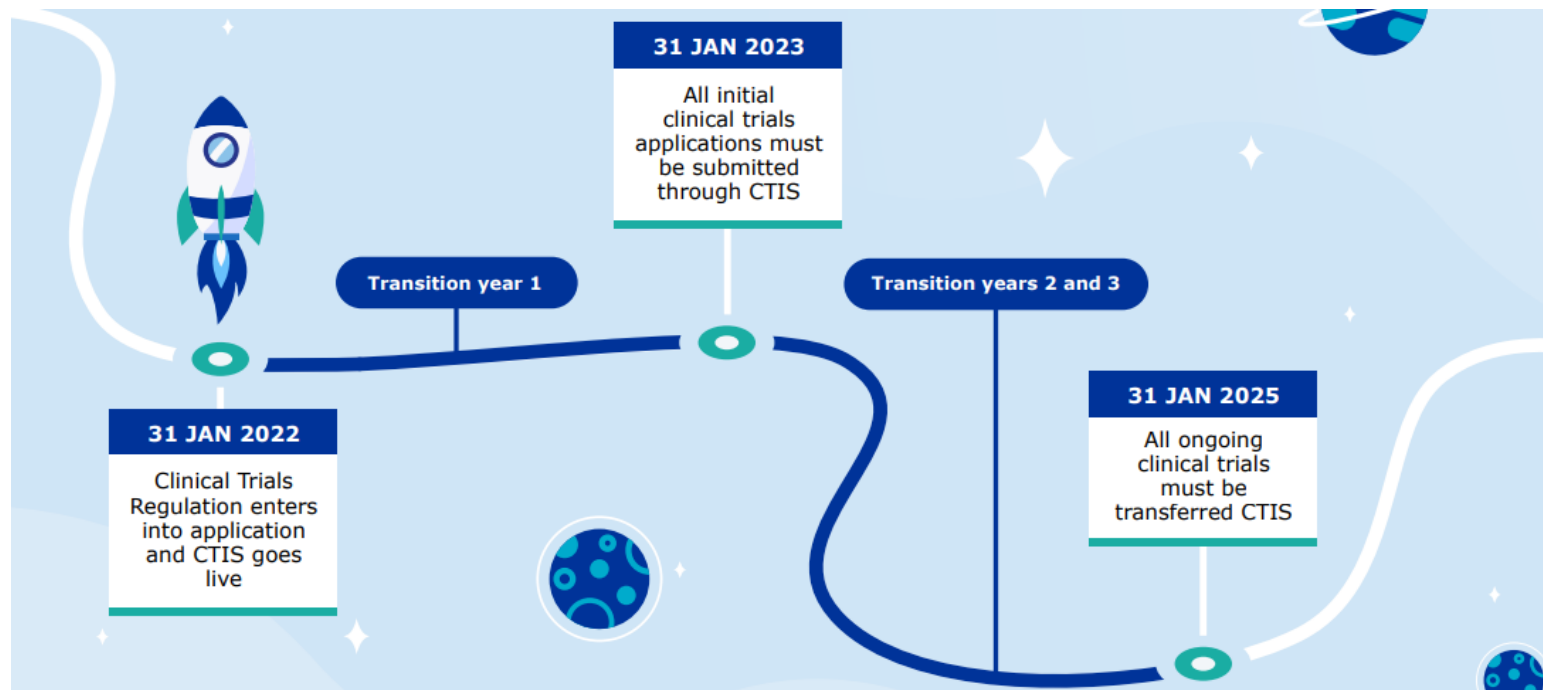 31 JAN 2022
Clinical Trials
Regulation enters
into application
and CTIS goes
live
Transition year 1
31 JAN 2023
All initial
clinical trials
applications must
be submitted
through CTIS
Transition years 2 and 3
31 JAN 2025
All ongoing
clinical trials
must be
transferred CTIS